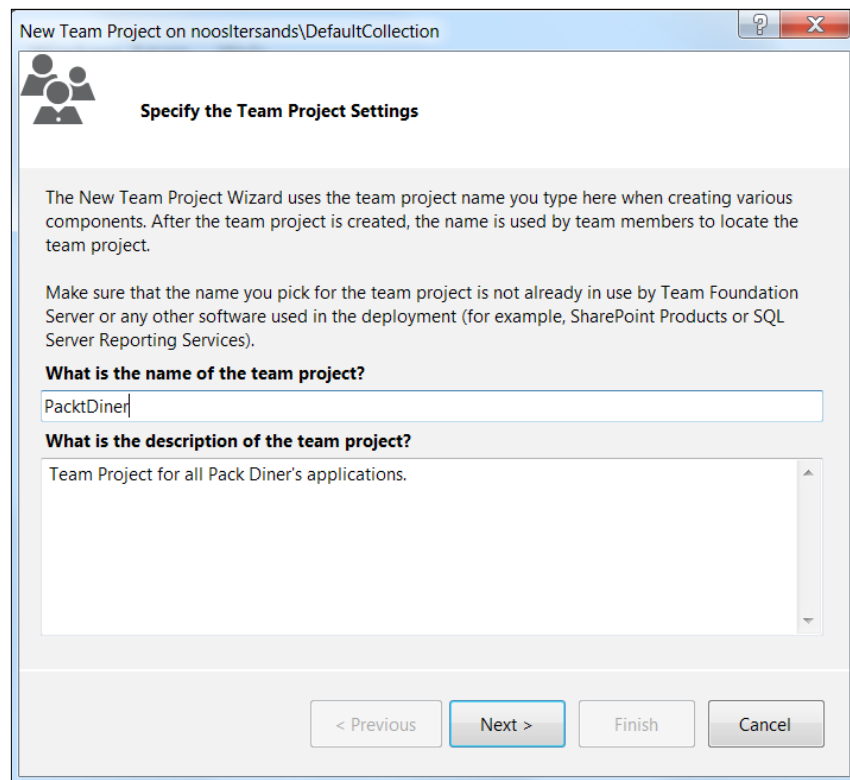 New Team Project on noosltersands\DefaultCollection
Specify the Team Project Settings
The New Team Project Wizard uses the team project name you type here when creating various
components. After the team project is created, the name is used by team members to locate the
team project.
Make sure that the name you pick for the team project is not already in use by Team Foundation
Server or any other software used in the deployment (for example, SharePoint Products or SQL
Server Reporting Services).
What is the name of the team project?
PacktDiner
What is the description of the team project?
Team Project for all Pack Diner's applications.
< Previous Next > Finish Cancel